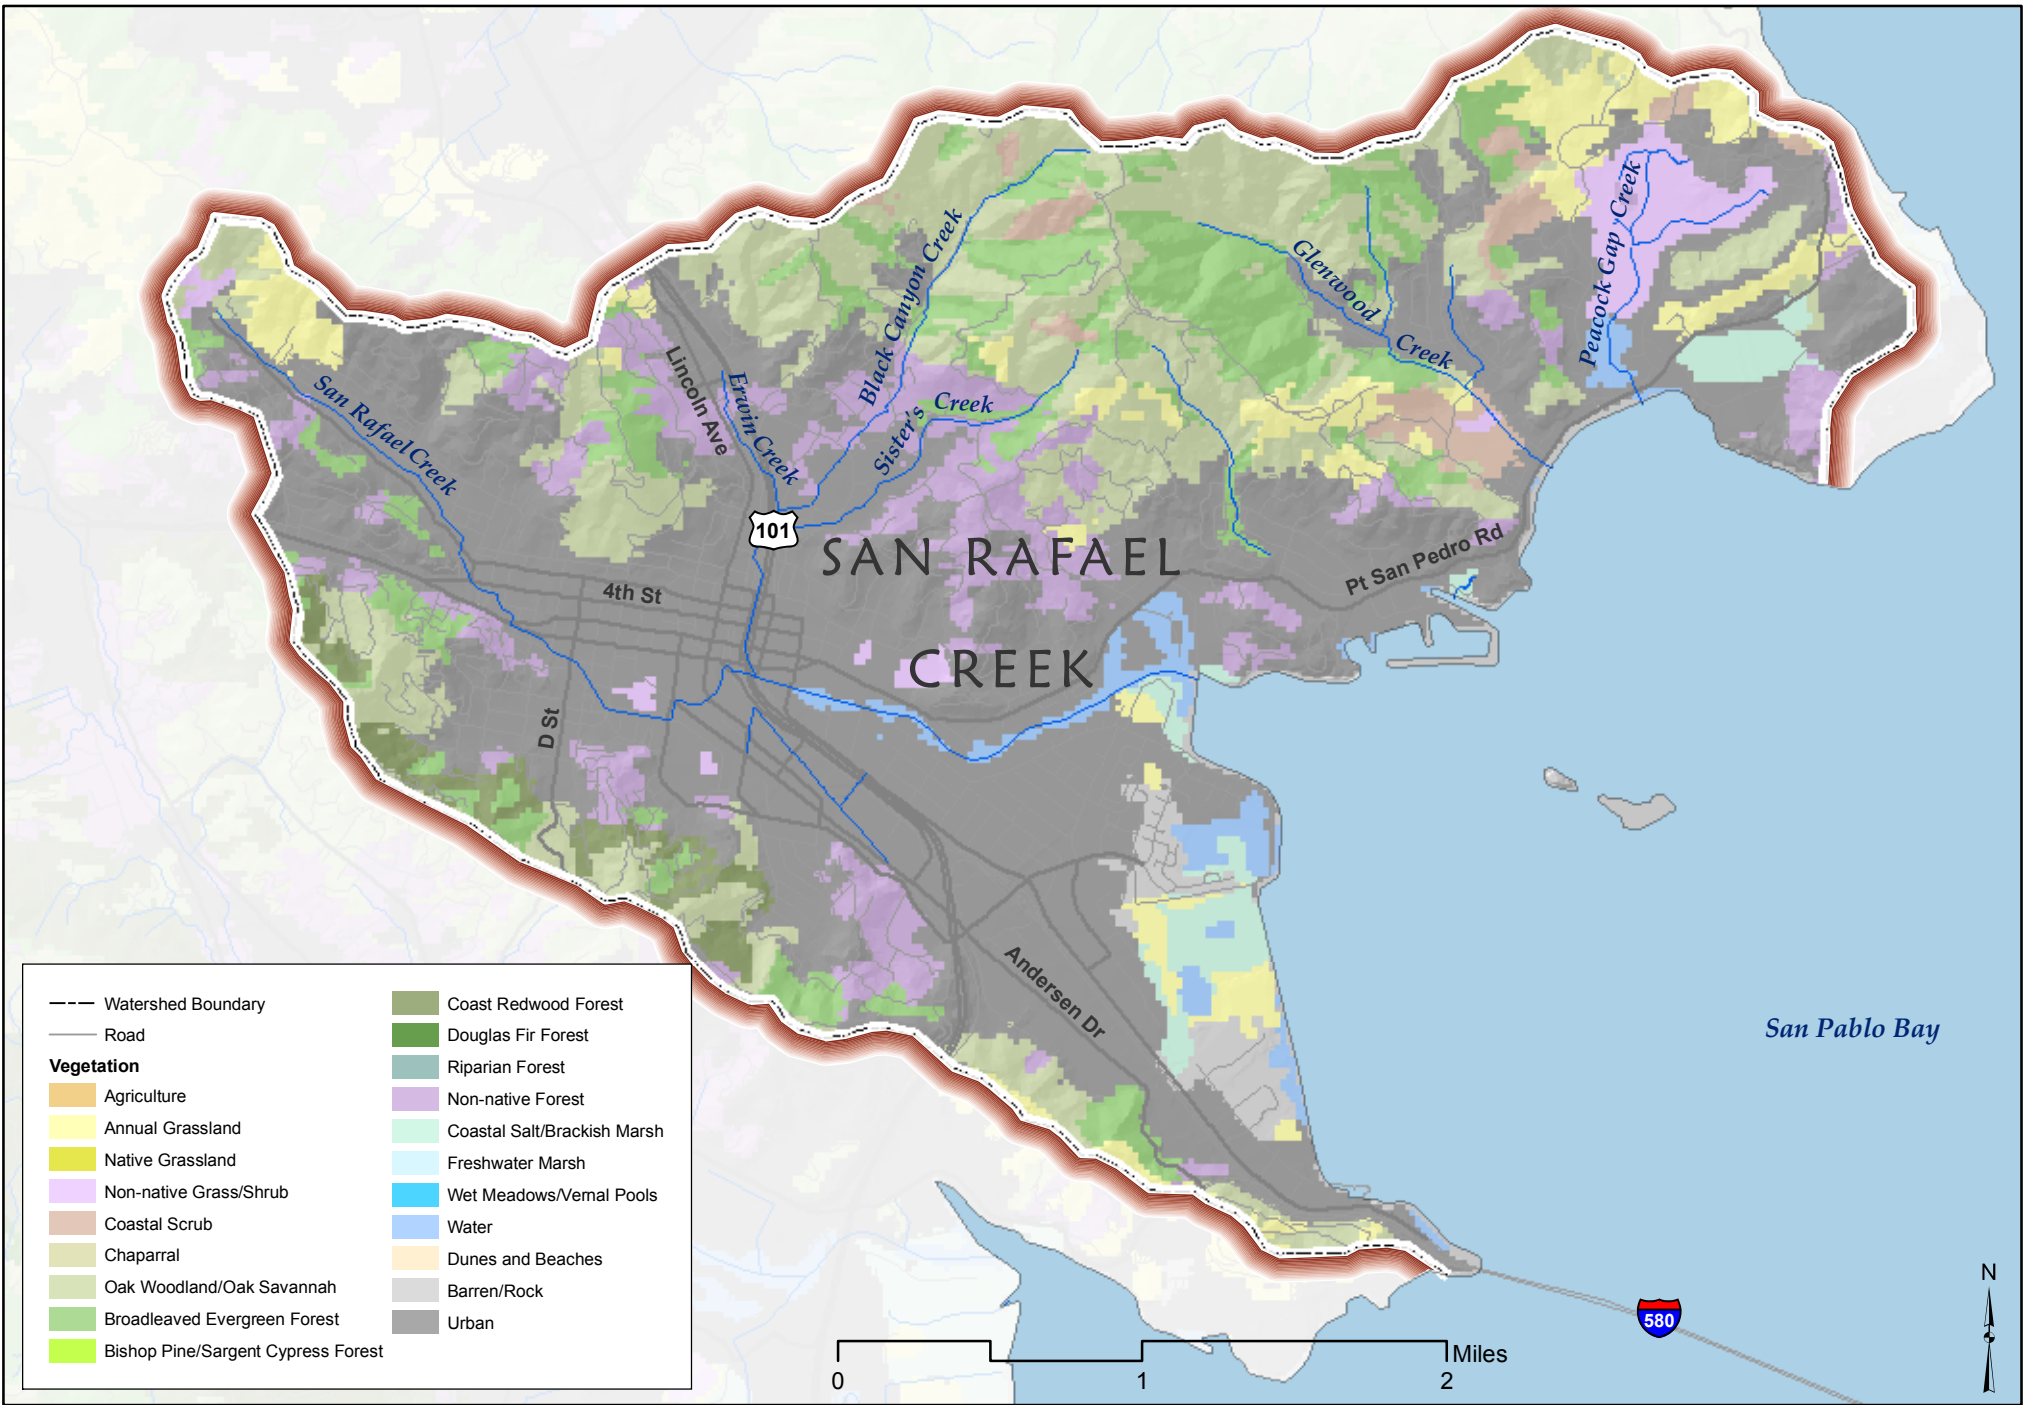 San Rafael Creek
Lincoln Ave
Erwin Creek
Black Canyon Creek
Sister's Creek
Glenwood Creek
Peacock Gap Creek
101
SAN RAFAEL
CREEK
4th St
D St
Pt San Pedro Rd
Andersen Dr
San Pablo Bay
580
N
Watershed Boundary
Road
Vegetation
Agriculture
Annual Grassland
Native Grassland
Non-native Grass/Shrub
Coastal Scrub
Chaparral
Oak Woodland/Oak Savannah
Broadleaved Evergreen Forest
Bishop Pine/Sargent Cypress Forest
Coast Redwood Forest
Douglas Fir Forest
Riparian Forest
Non-native Forest
Coastal Salt/Brackish Marsh
Freshwater Marsh
Wet Meadows/Vernal Pools
Water
Dunes and Beaches
Barren/Rock
Urban
Miles
0 1 2